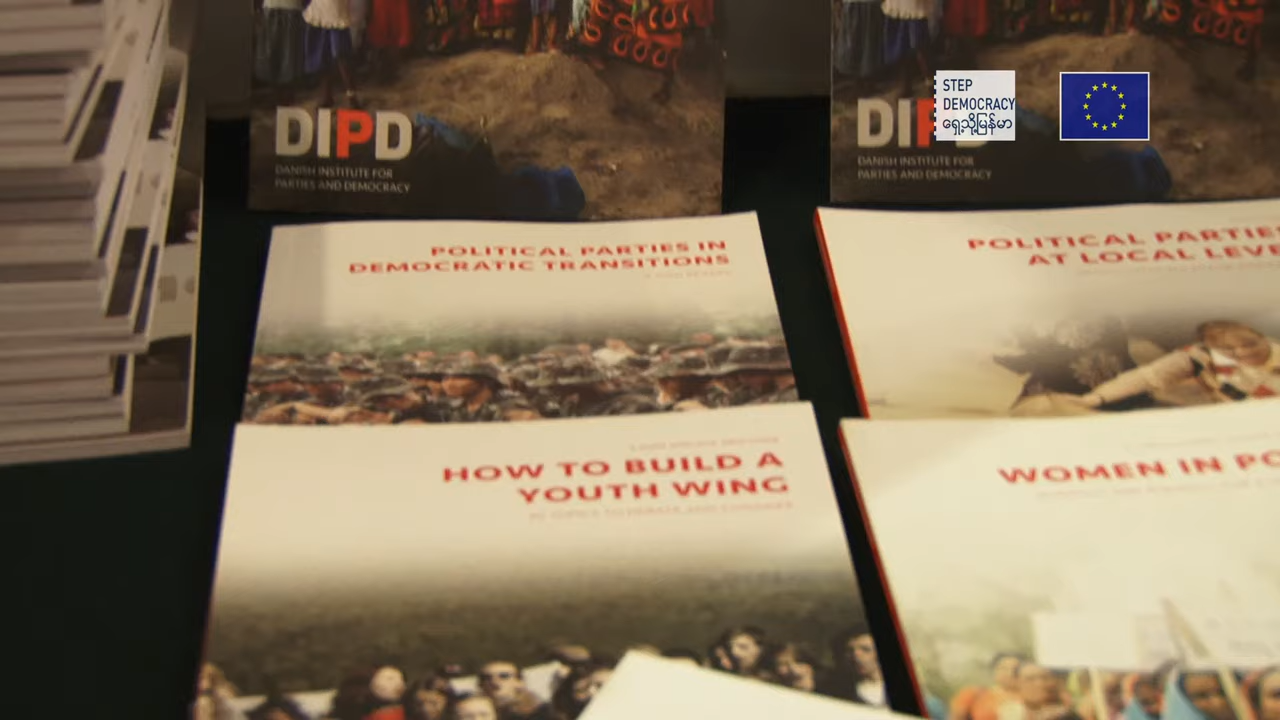 DIPD
DANISH INSTITUTE FOR
PARTIES AND DEMOCRACY
DIP
DANISH INSTITUTE FOR
PARTIES AND DEMOCRACY
STEP
DEMOCRACY
ရှေ့သို့မြန်မာ
POLITICAL PARTIES IN
DEMOCRATIC TRANSITIONS
POLITICAL PARTIE
AT LOCAL LEVE
HOW TO BUILD A
YOUTH WING
WOMEN IN PO